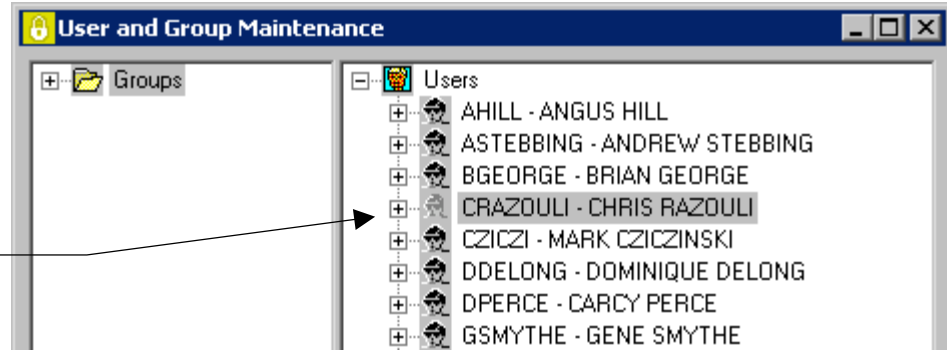 User and Group Maintenance
Groups
Users
AHILL - ANGUS HILL
ASTEBBING - ANDREW STEBBING
BGEORGE - BRIAN GEORGE
CRAZOULI - CHRIS RAZOULI
CZICZI - MARK CZICZINSKI
DDELONG - DOMINIQUE DELONG
DPERCE - CARCY PERCE
GSMYTHE - GENE SMYTHE